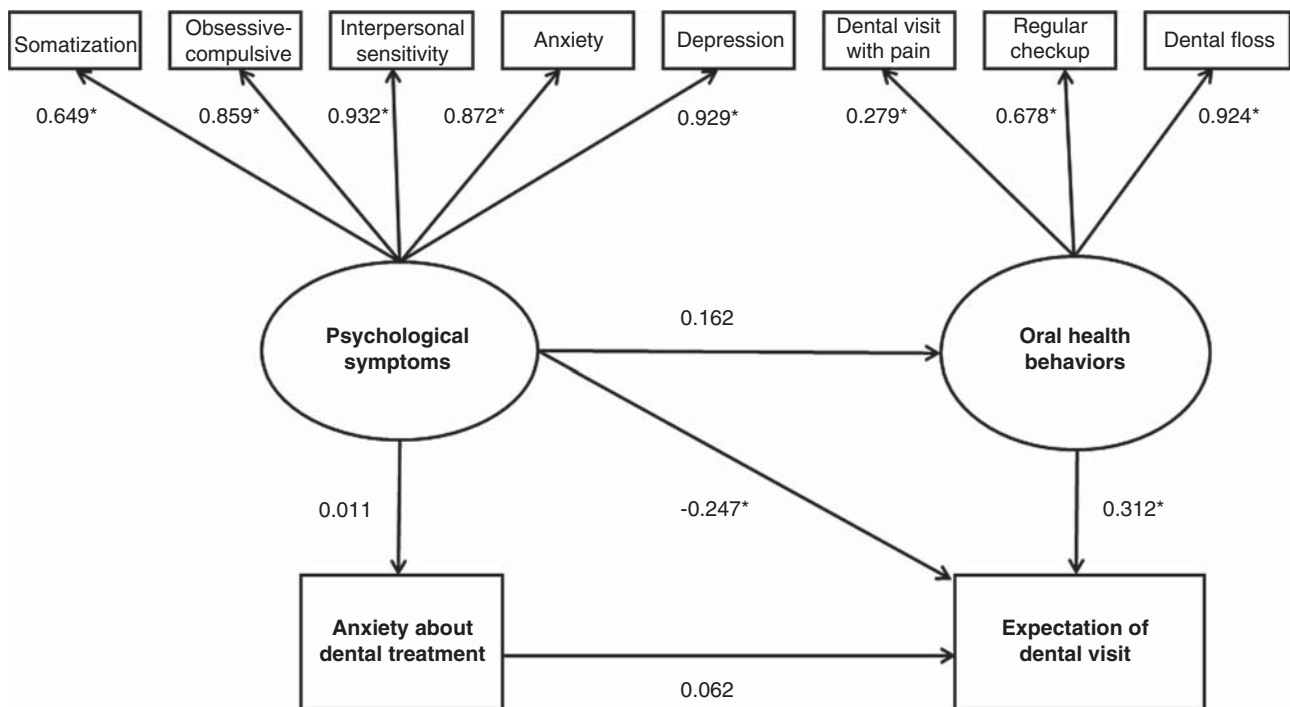 Somatization
Obsessive-
compulsive
Interpersonal
sensitivity
Anxiety
Depression
Dental visit
with pain
Regular
checkup
Dental floss
0.649*
0.859*
0.932*
0.872*
0.929*
0.279*
0.678*
0.924*
Psychological
symptoms
0.162
Oral health
behaviors
0.011
-0.247*
0.312*
Anxiety about
dental treatment
0.062
Expectation of
dental visit